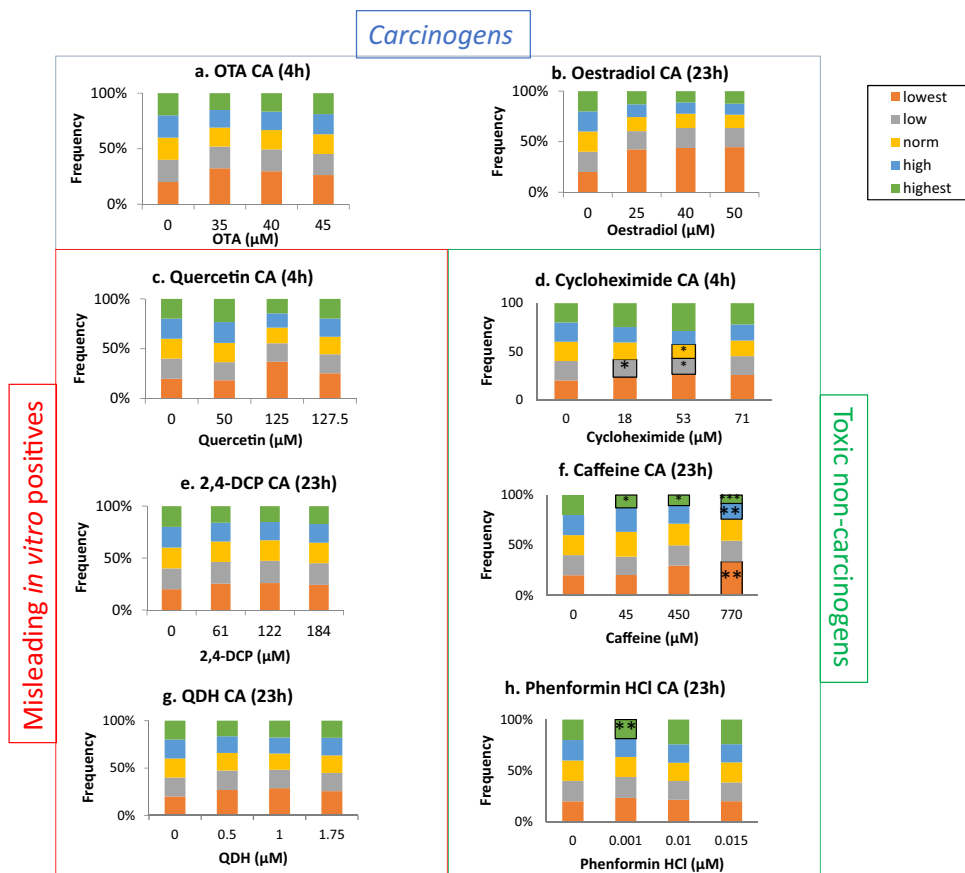 Carcinogens
a. OTA CA (4h)
100%
50%
0%
Frequency
0 35 40 45
OTA (µM)
b. Oestradiol CA (23h)
100%
50%
0%
Frequency
0 25 40 50
Oestradiol (µM)
lowest
low
norm
high
highest
Misleading in vitro positives
c. Quercetin CA (4h)
100%
50%
0%
Frequency
0 50 125 127.5
Quercetin (µM)
d. Cycloheximide CA (4h)
100
50
0
Frequency
*
*
*
0 18 53 71
Cycloheximide (µM)
Toxic non-carcinogens
e. 2,4-DCP CA (23h)
100%
50%
0%
Frequency
0 61 122 184
2,4-DCP (µM)
f. Caffeine CA (23h)
100%
50%
0%
Frequency
* * ***
**
**
0 45 450 770
Caffeine (µM)
g. QDH CA (23h)
100%
50%
0%
Frequency
0 0.5 1 1.75
QDH (µM)
h. Phenformin HCl CA (23h)
100%
50%
0%
Frequency
**
0 0.001 0.01 0.015
Phenformin HCl (µM)